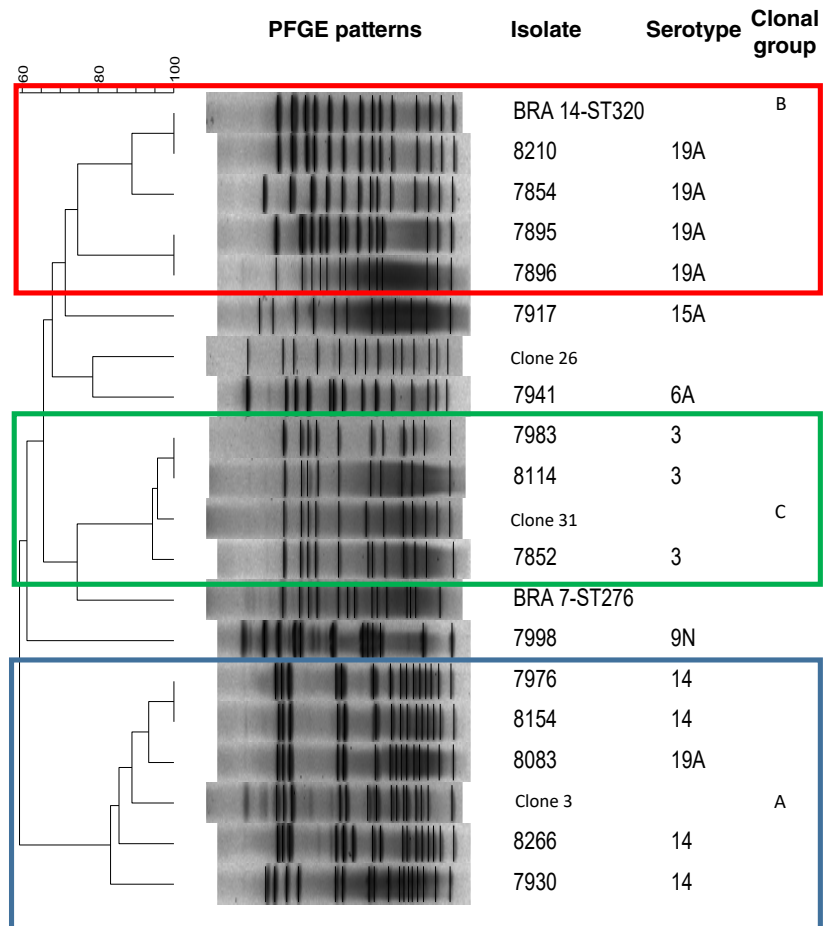 PFGE patterns Isolate Serotype Clonal group
60 80 100
BRA 14-ST320 B
8210 19A
7854 19A
7895 19A
7896 19A
7917 15A
Clone 26
7941 6A
7983 3
8114 3
Clone 31 C
7852 3
BRA 7-ST276
7998 9N
7976 14
8154 14
8083 19A
Clone 3 A
8266 14
7930 14